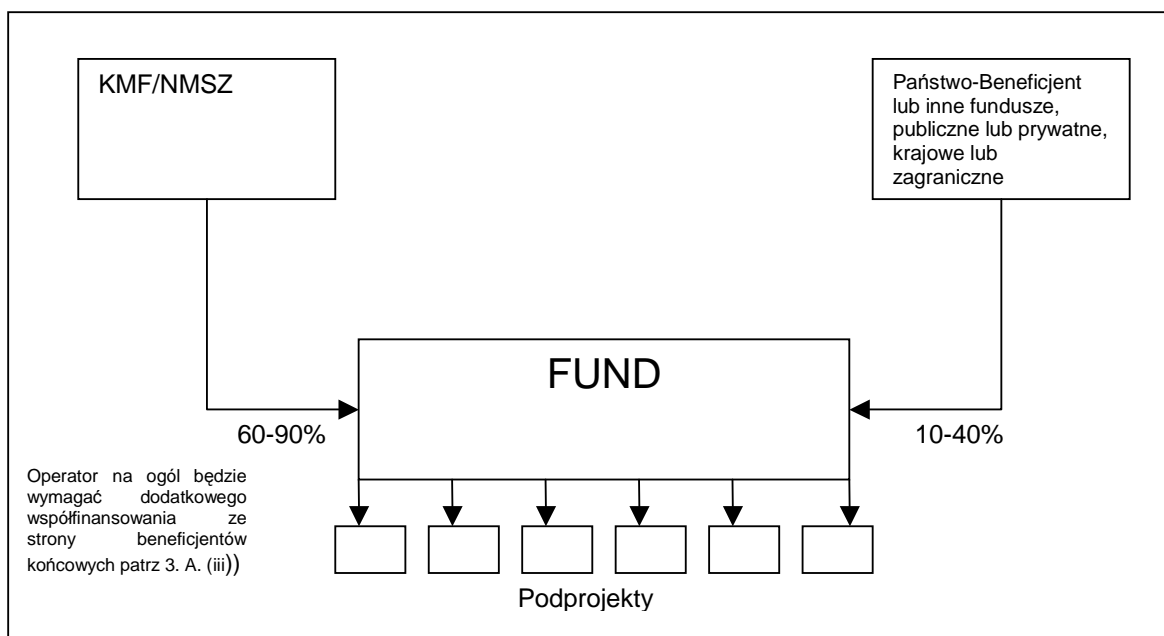 KMF/NMSZ
Państwo-Beneficjent
lub inne fundusze,
publiczne lub prywatne,
krajowe lub
zagraniczne
FUND
60-90%
10-40%
Operator na ogól będzie
wymagać dodatkowego
współfinansowania ze
strony beneficjentów
końcowych patrz 3. A. (iii))
Podprojekty